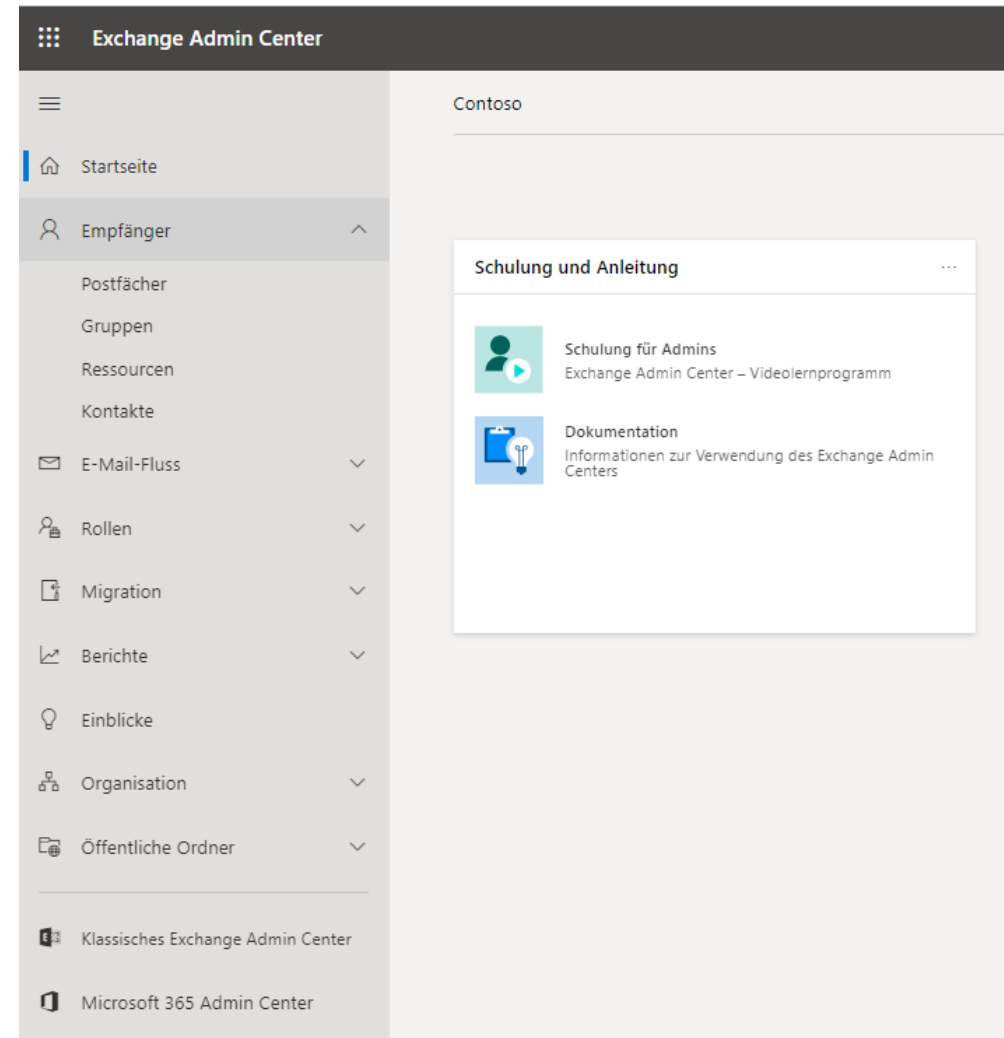 Exchange Admin Center
Contoso
Startseite
Empfänger
Postfächer
Gruppen
Ressourcen
Kontakte
E-Mail-Fluss
Rollen
Migration
Berichte
Einblicke
Organisation
Öffentliche Ordner
Klassisches Exchange Admin Center
Microsoft 365 Admin Center
Schulung und Anleitung
Schulung für Admins
Exchange Admin Center – Videolernprogramm
Dokumentation
Informationen zur Verwendung des Exchange Admin
Centers